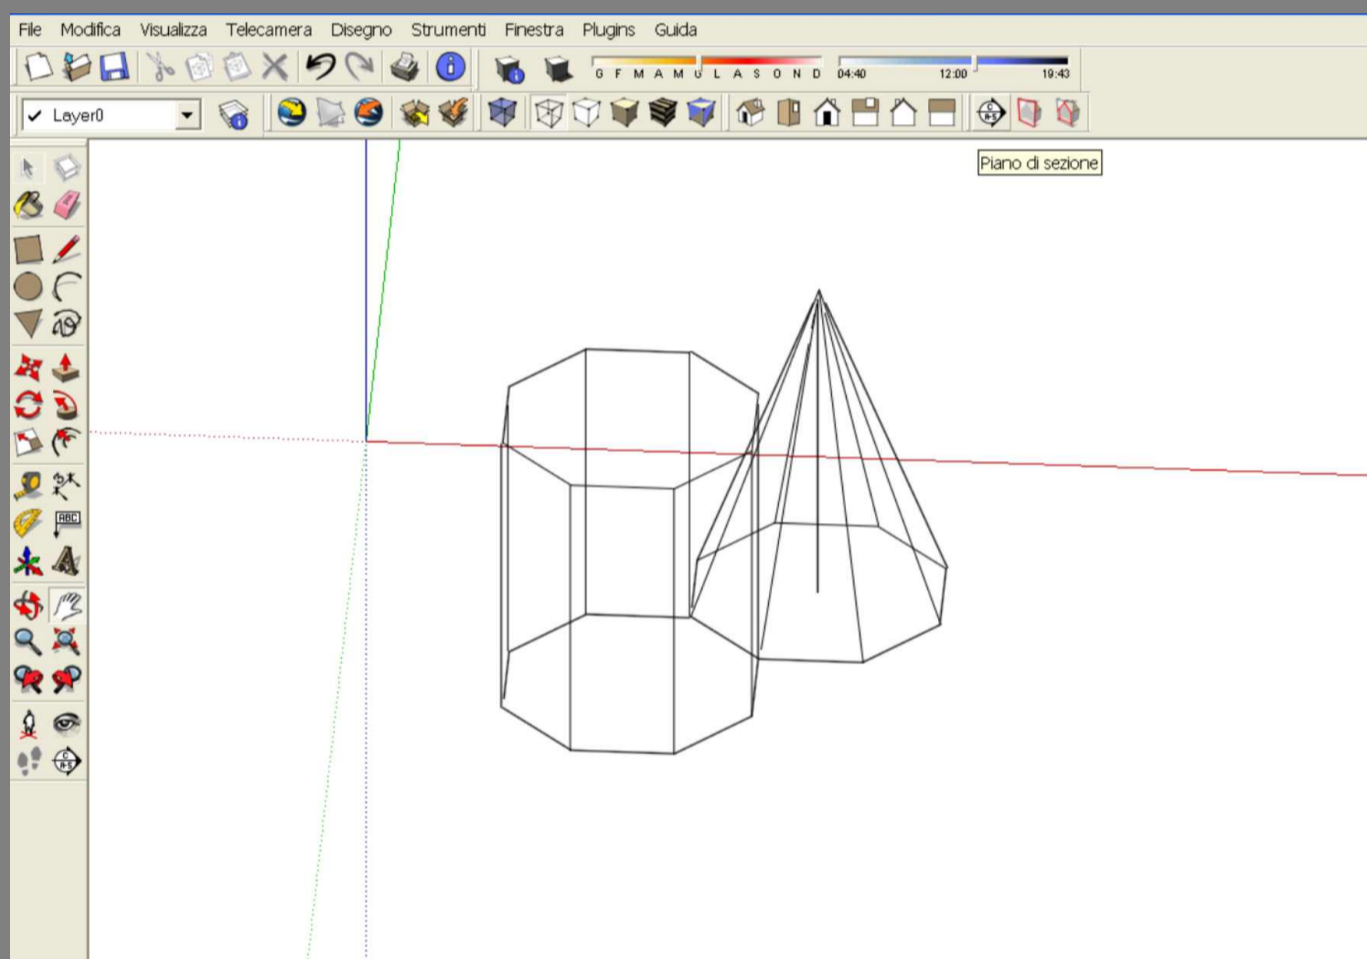 File Modifica Visualizza Telecamera Disegno Strumenti Finestra Plugins Guida
G F M A M G L A S O N D 04:40 12:00 19:43
Layer0
C
A-S
Piano di sezione
ABC
C
A-S